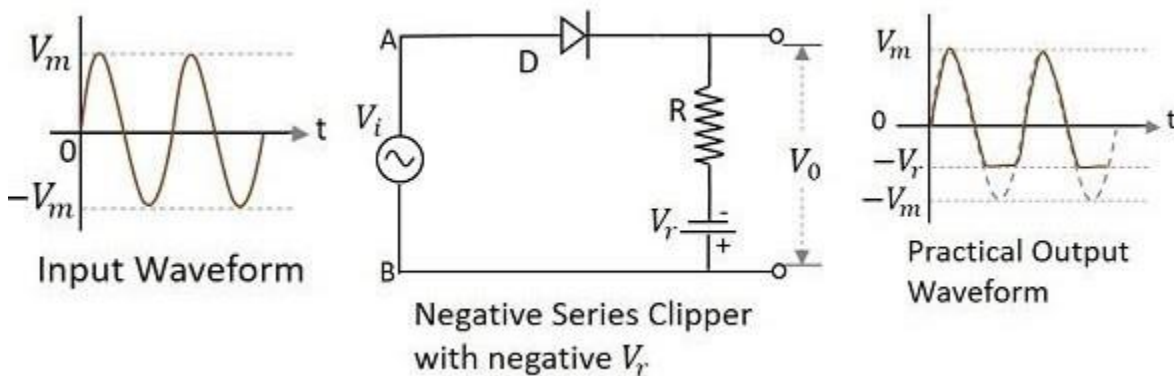 V_m
0
t
−V_m
Input Waveform
A
D
V_i
R
V_r
-
+
V_0
B
Negative Series Clipper
with negative V_r
V_m
0
t
−V_r
−V_m
Practical Output
Waveform